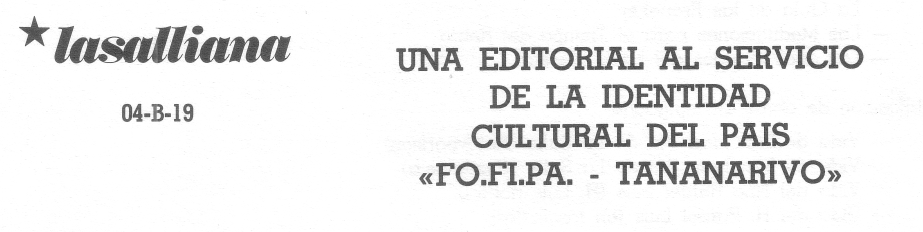 ★ lasalliana
04-B-19
UNA EDITORIAL AL SERVICIO
DE LA IDENTIDAD
CULTURAL DEL PAIS
«FO.FI.PA. - TANANARIVO»